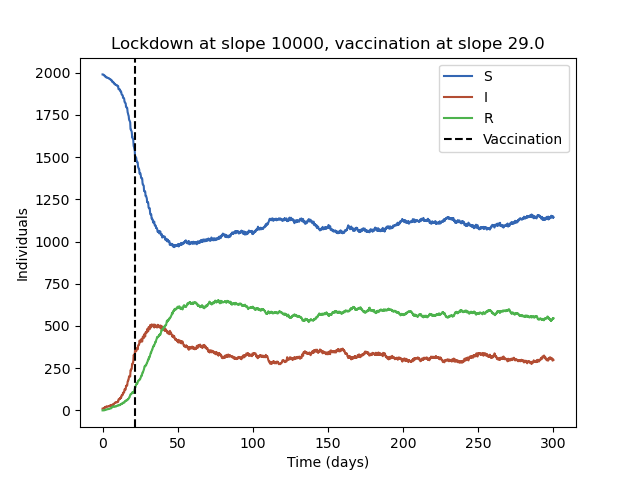 Lockdown at slope 10000, vaccination at slope 29.0
2000
1750
1500
1250
1000
750
500
250
0
Individuals
S
I
R
Vaccination
0 50 100 150 200 250 300
Time (days)